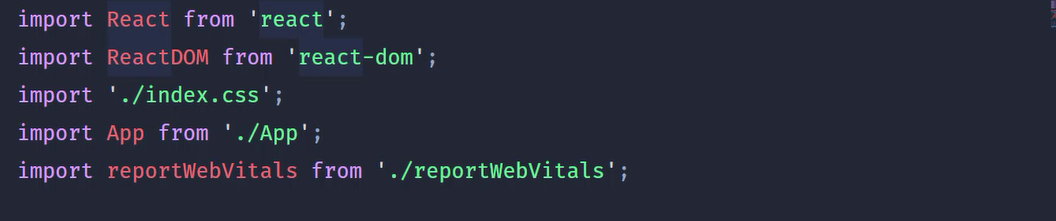 import React from 'react';
import ReactDOM from 'react-dom';
import './index.css';
import App from './App';
import reportWebVitals from './reportWebVitals';